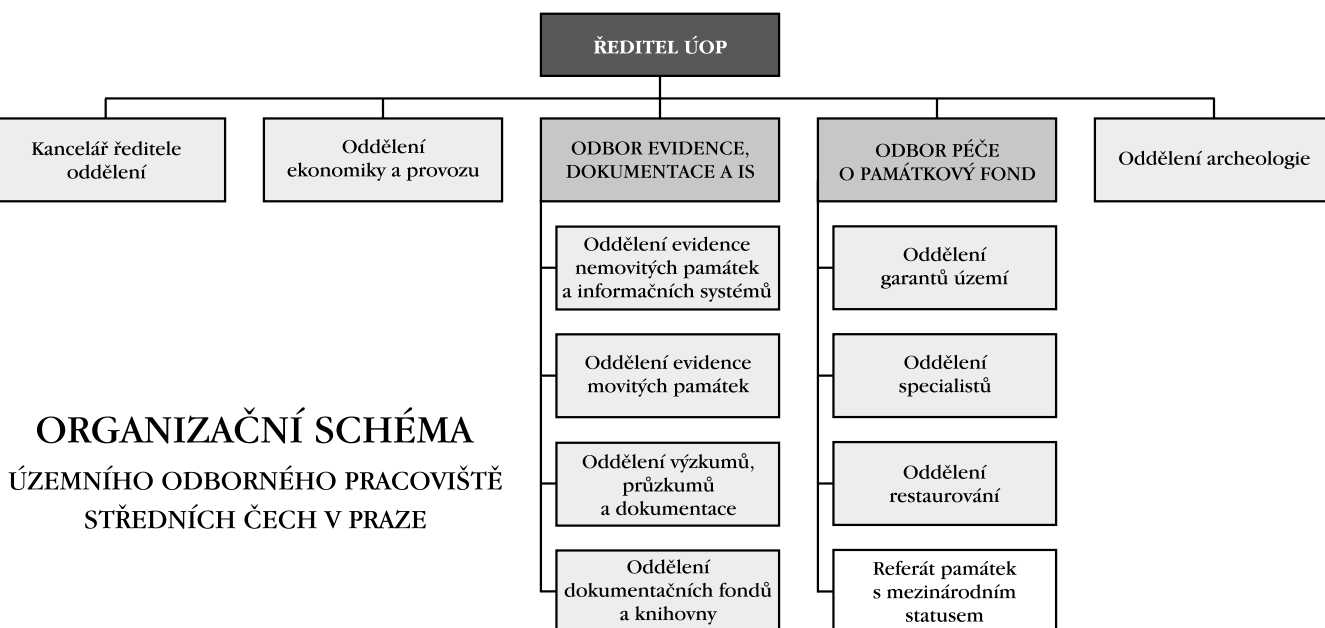 ŘEDITEL ÚOP
Kancelář ředitele
oddělení
Oddělení
ekonomiky a provozu
ODBOR EVIDENCE,
DOKUMENTACE A IS
ODBOR PÉČE
O PAMÁTKOVÝ FOND
Oddělení archeologie
Oddělení evidence
nemovitých památek
a informačních systémů
Oddělení evidence
movitých památek
Oddělení výzkumů,
průzkumů
a dokumentace
Oddělení
dokumentačních fondů
a knihovny
Oddělení
garantů území
Oddělení
specialistů
Oddělení
restaurování
Referát památek
s mezinárodním
statusem
ORGANIZAČNÍ SCHÉMA
ÚZEMNÍHO ODBORNÉHO PRACOVIŠTĚ
STŘEDNÍCH ČECH V PRAZE